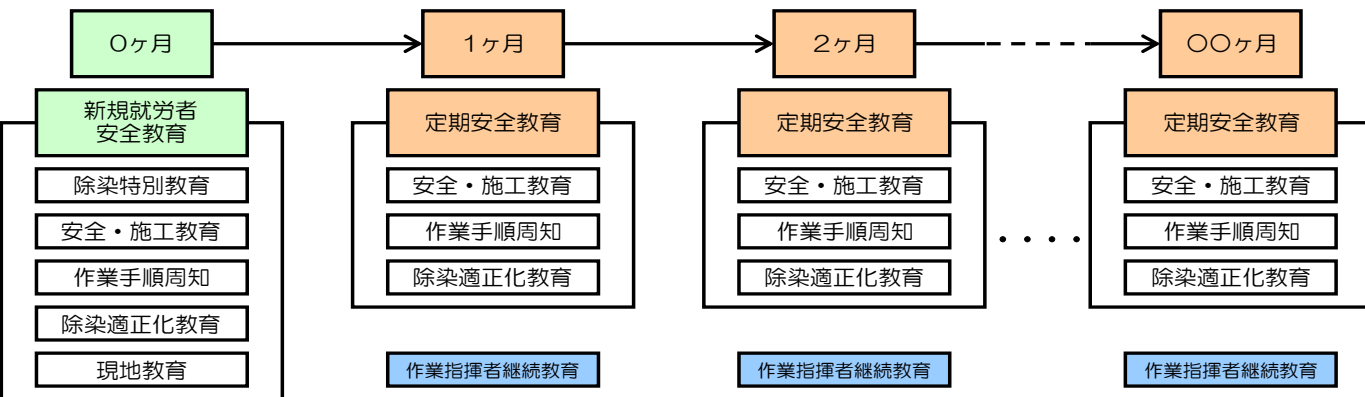 0ヶ月
1ヶ月
2ヶ月
〇〇ヶ月
新規就労者
安全教育
除染特別教育
安全・施工教育
作業手順周知
除染適正化教育
現地教育
定期安全教育
安全・施工教育
作業手順周知
除染適正化教育
作業指揮者継続教育
定期安全教育
安全・施工教育
作業手順周知
除染適正化教育
作業指揮者継続教育
・・・・
定期安全教育
安全・施工教育
作業手順周知
除染適正化教育
作業指揮者継続教育